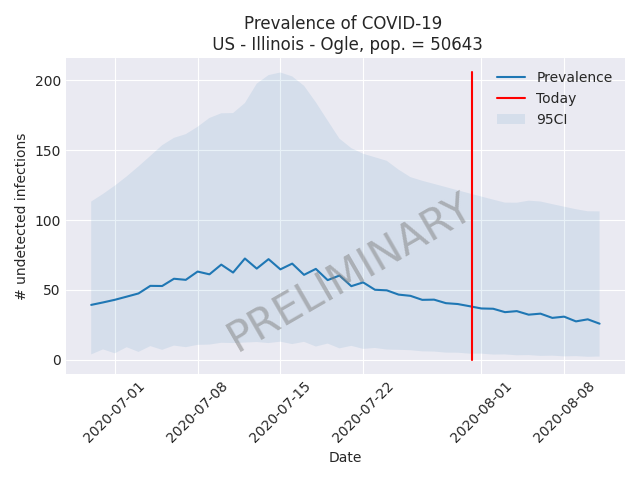 Prevalence of COVID-19
US - Illinois - Ogle, pop. = 50643
Prevalence
Today
95CI
PRELIMINARY
# undetected infections
200
150
100
50
0
2020-07-01
2020-07-08
2020-07-15
2020-07-22
2020-08-01
2020-08-08
Date